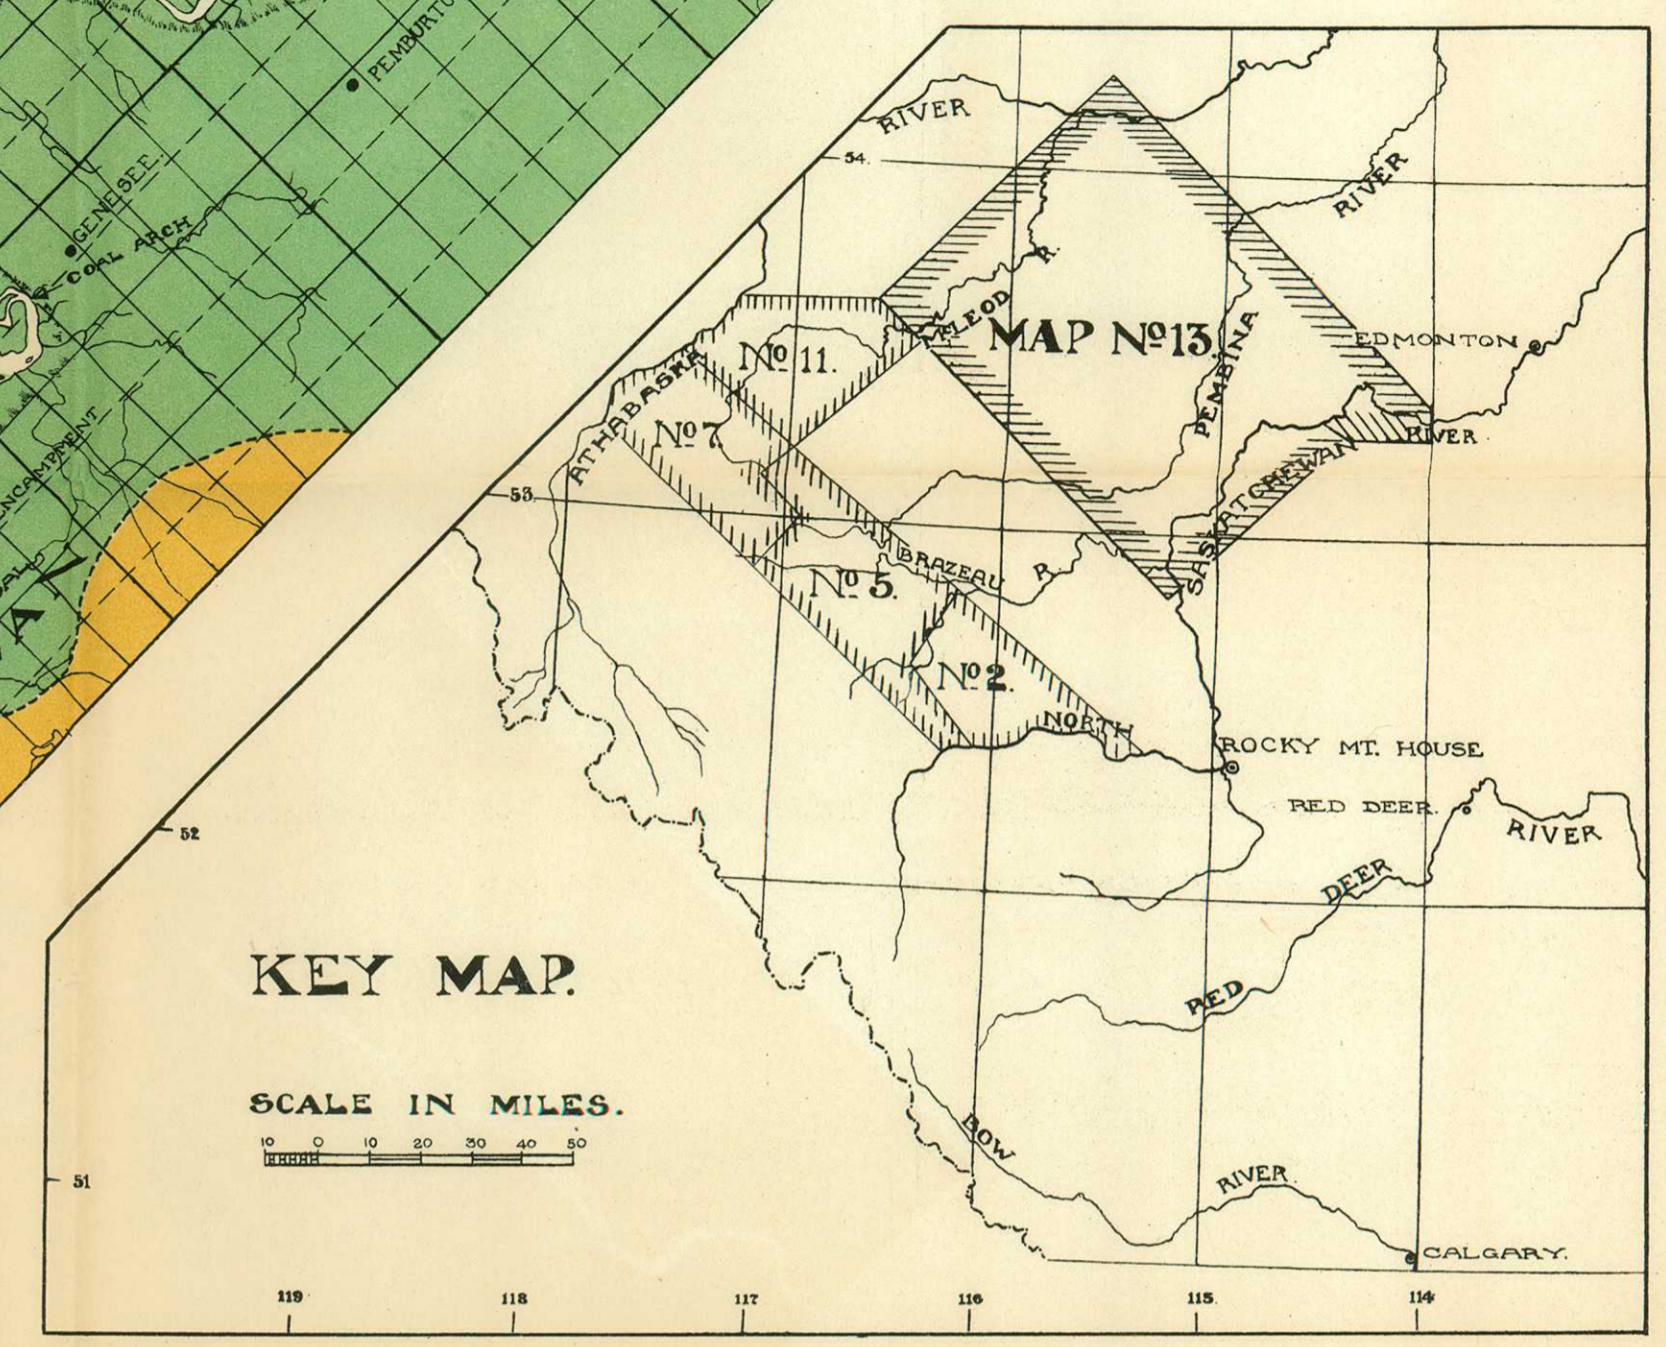 PEMBURTO
GENESEE.
COAL ARCH
ENCAMPMENT
RIVER
54.
RIVER
R.
LEOD
MAP No 13.
No 11.
EDMONTON
PEMBINA
ATHABASKA
No 7
RIVER
SASKATCHEWAN
53.
BRAZEAU R.
No 5.
No 2.
NORTH
ROCKY MT. HOUSE
RED DEER.
RIVER
52
DEER
RED
KEY MAP.
SCALE IN MILES.
10 0 10 20 30 40 50
BOW
RIVER
51
CALGARY.
119 118 117 116 115. 114